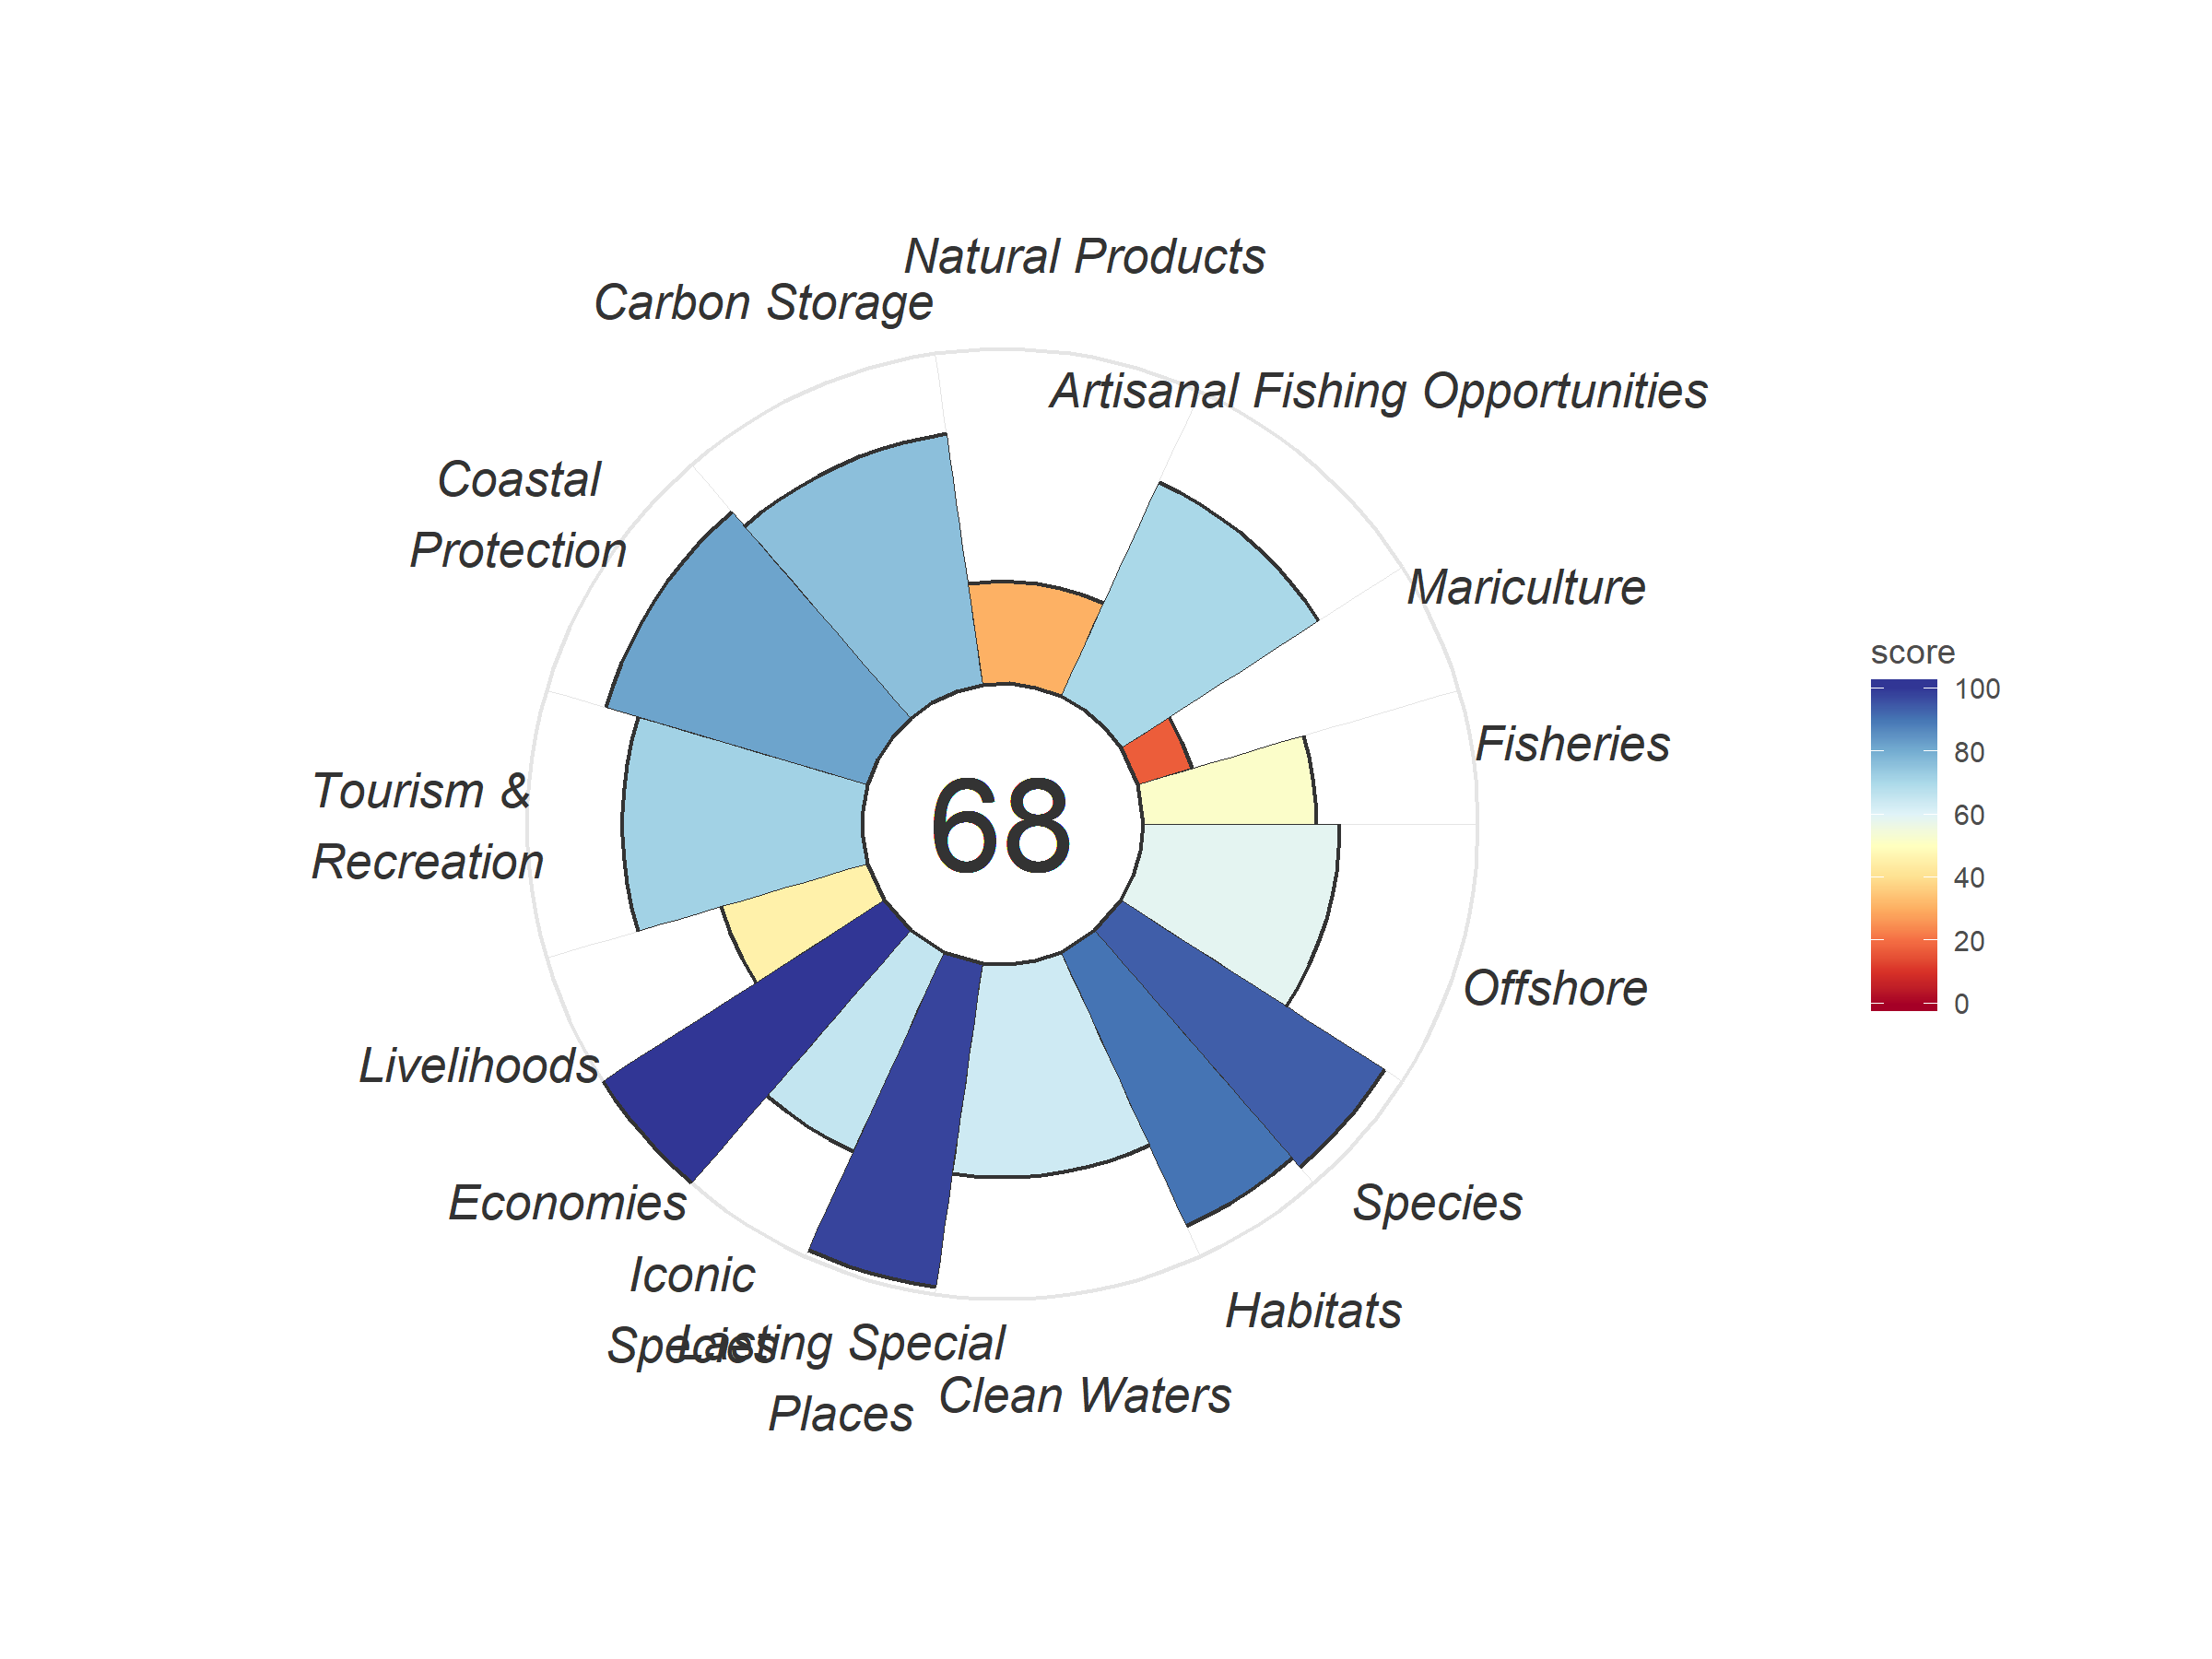 Natural Products
Carbon Storage
Artisanal Fishing Opportunities
Coastal
Protection
Mariculture
Fisheries
Tourism &
Recreation
68
Offshore
Livelihoods
Economies
Species
Iconic
Species
Habitats
Lasting Special
Places
Clean Waters
score
100
80
60
40
20
0